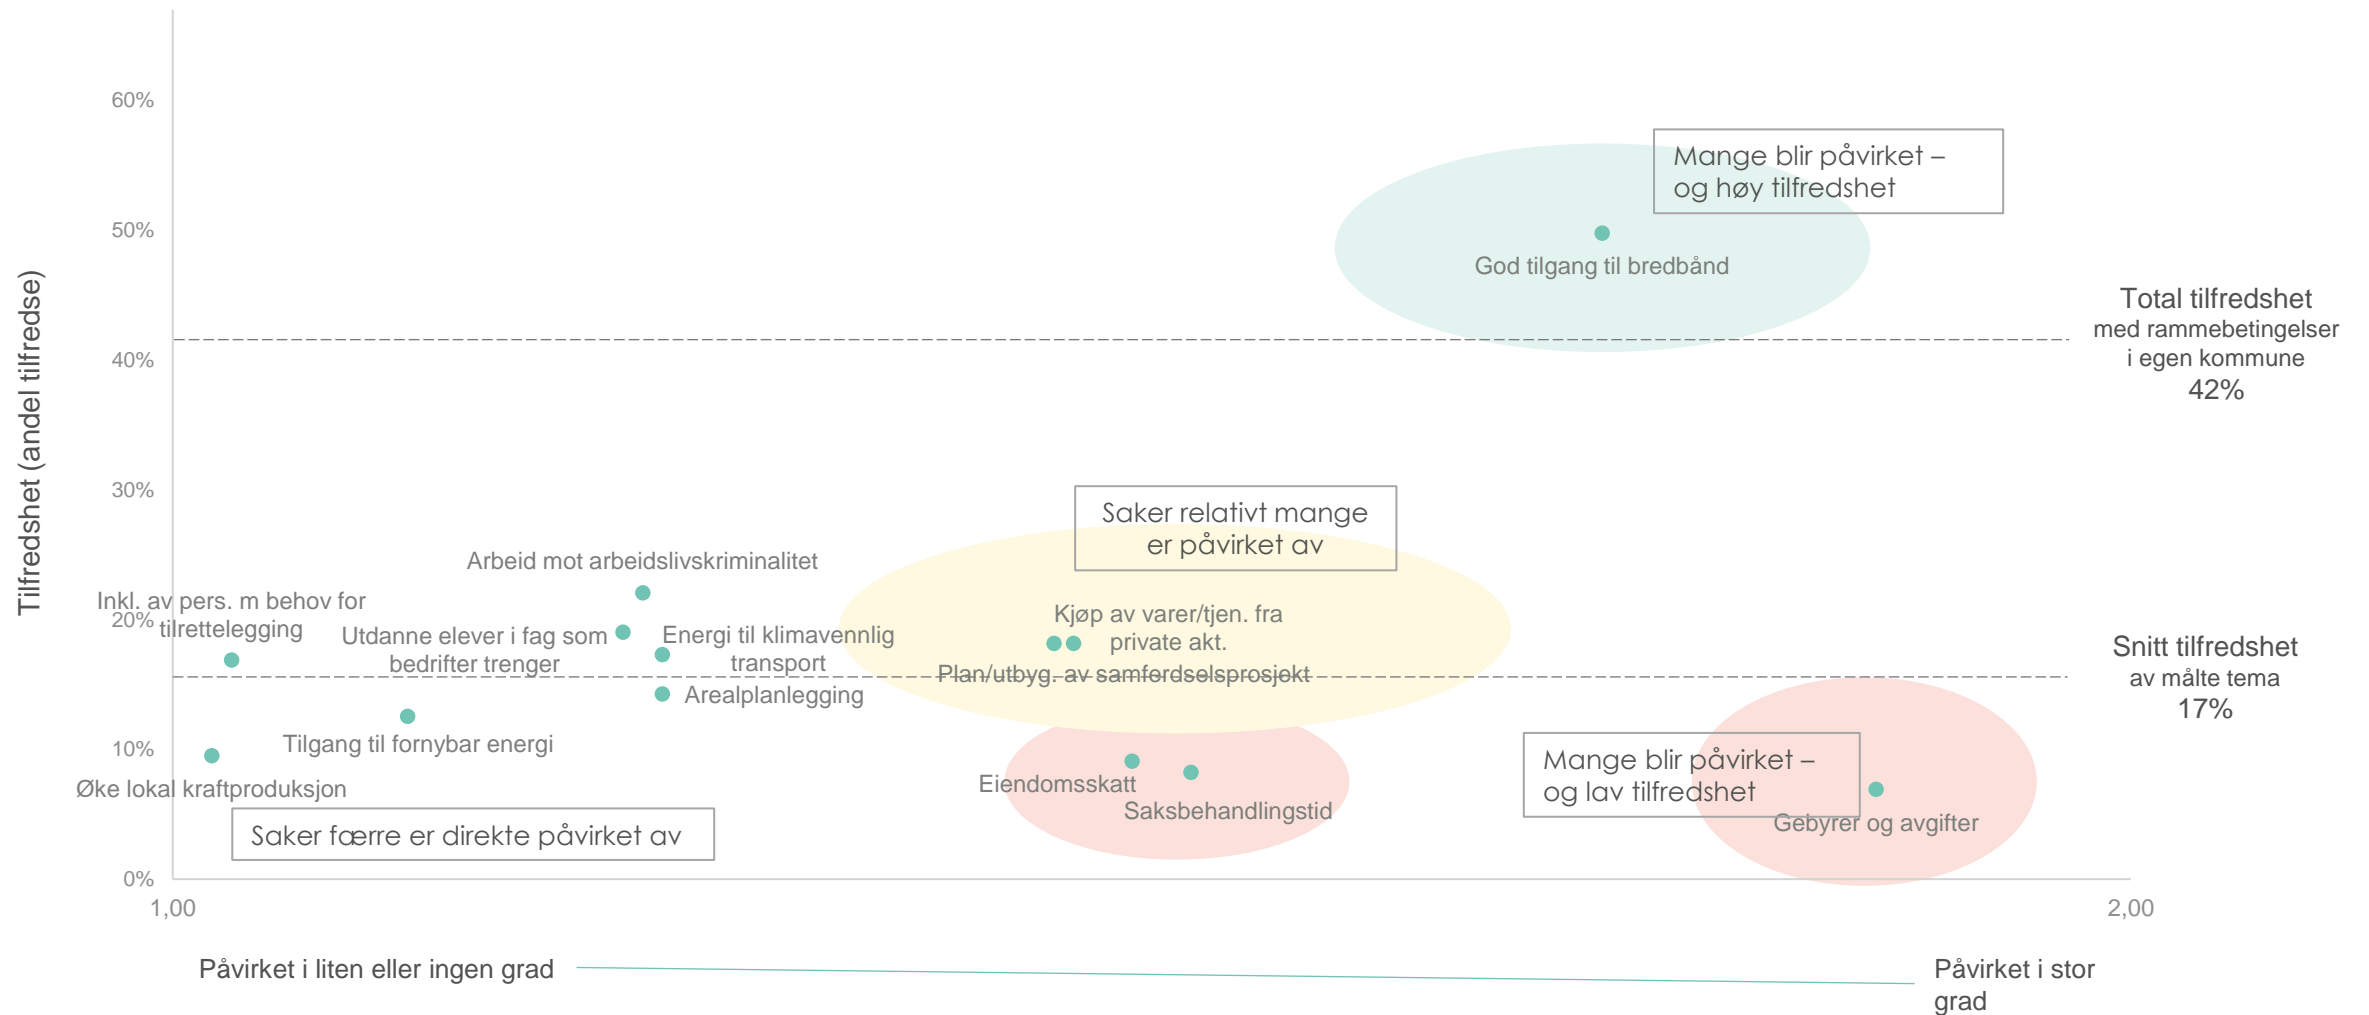 Tilfredshet (andel tilfredse)
60%
50%
40%
30%
20%
10%
0%
1,00
2,00
Mange blir påvirket –
og høy tilfredshet
God tilgang til bredbånd
Total tilfredshet
med rammebetingelser
i egen kommune
42%
Saker relativt mange
er påvirket av
Arbeid mot arbeidslivskriminalitet
Inkl. av pers. m behov for
tilrettelegging
Utdanne elever i fag som
bedrifter trenger
Energi til klimavennlig
transport
Kjøp av varer/tjen. fra
private akt.
Plan/utbyg. av samferdselsprosjekt
Arealplanlegging
Snitt tilfredshet
av målte tema
17%
Tilgang til fornybar energi
Øke lokal kraftproduksjon
Eiendomsskatt
Saksbehandlingstid
Mange blir påvirket –
og lav tilfredshet
Gebyrer og avgifter
Saker færre er direkte påvirket av
Påvirket i liten eller ingen grad
Påvirket i stor
grad